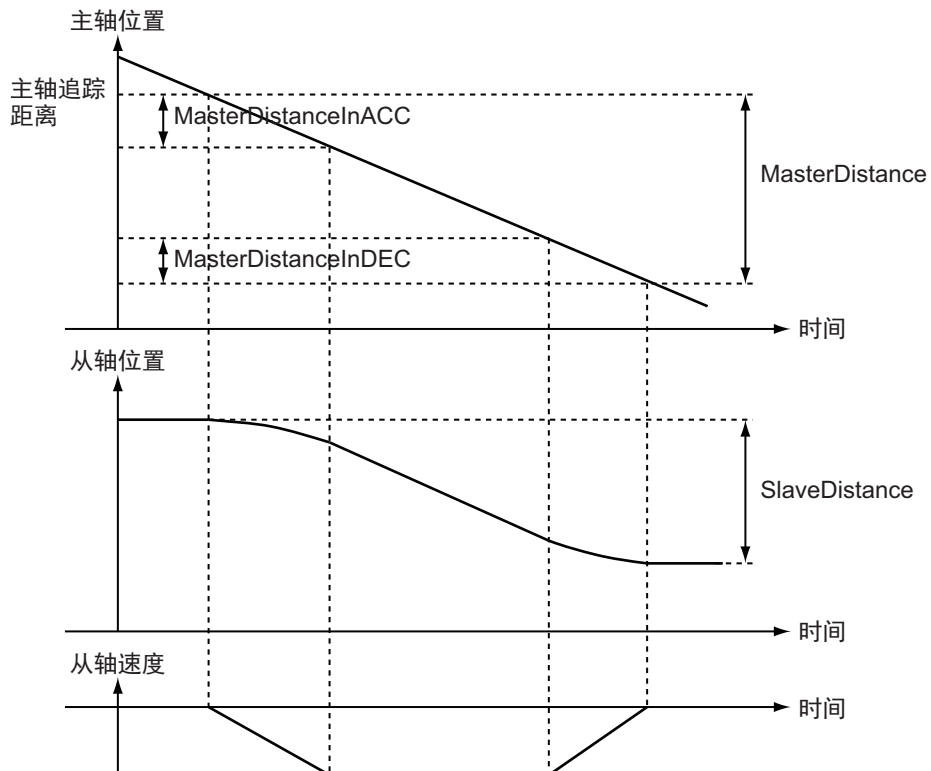 主轴位置
主轴追踪
距离
MasterDistanceInACC
MasterDistance
MasterDistanceInDEC
时间
从轴位置
SlaveDistance
时间
从轴速度
时间